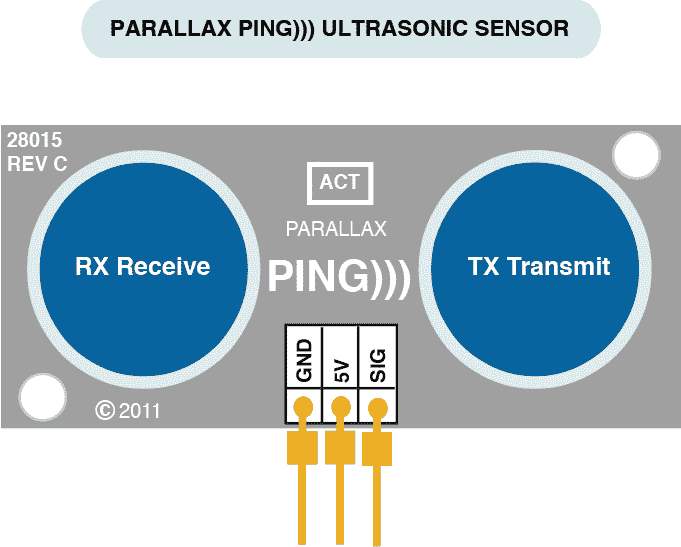 PARALLAX PING))) ULTRASONIC SENSOR
28015
REV C
ACT
PARALLAX
RX Receive
PING)))
TX Transmit
GND
5V
SIG
© 2011